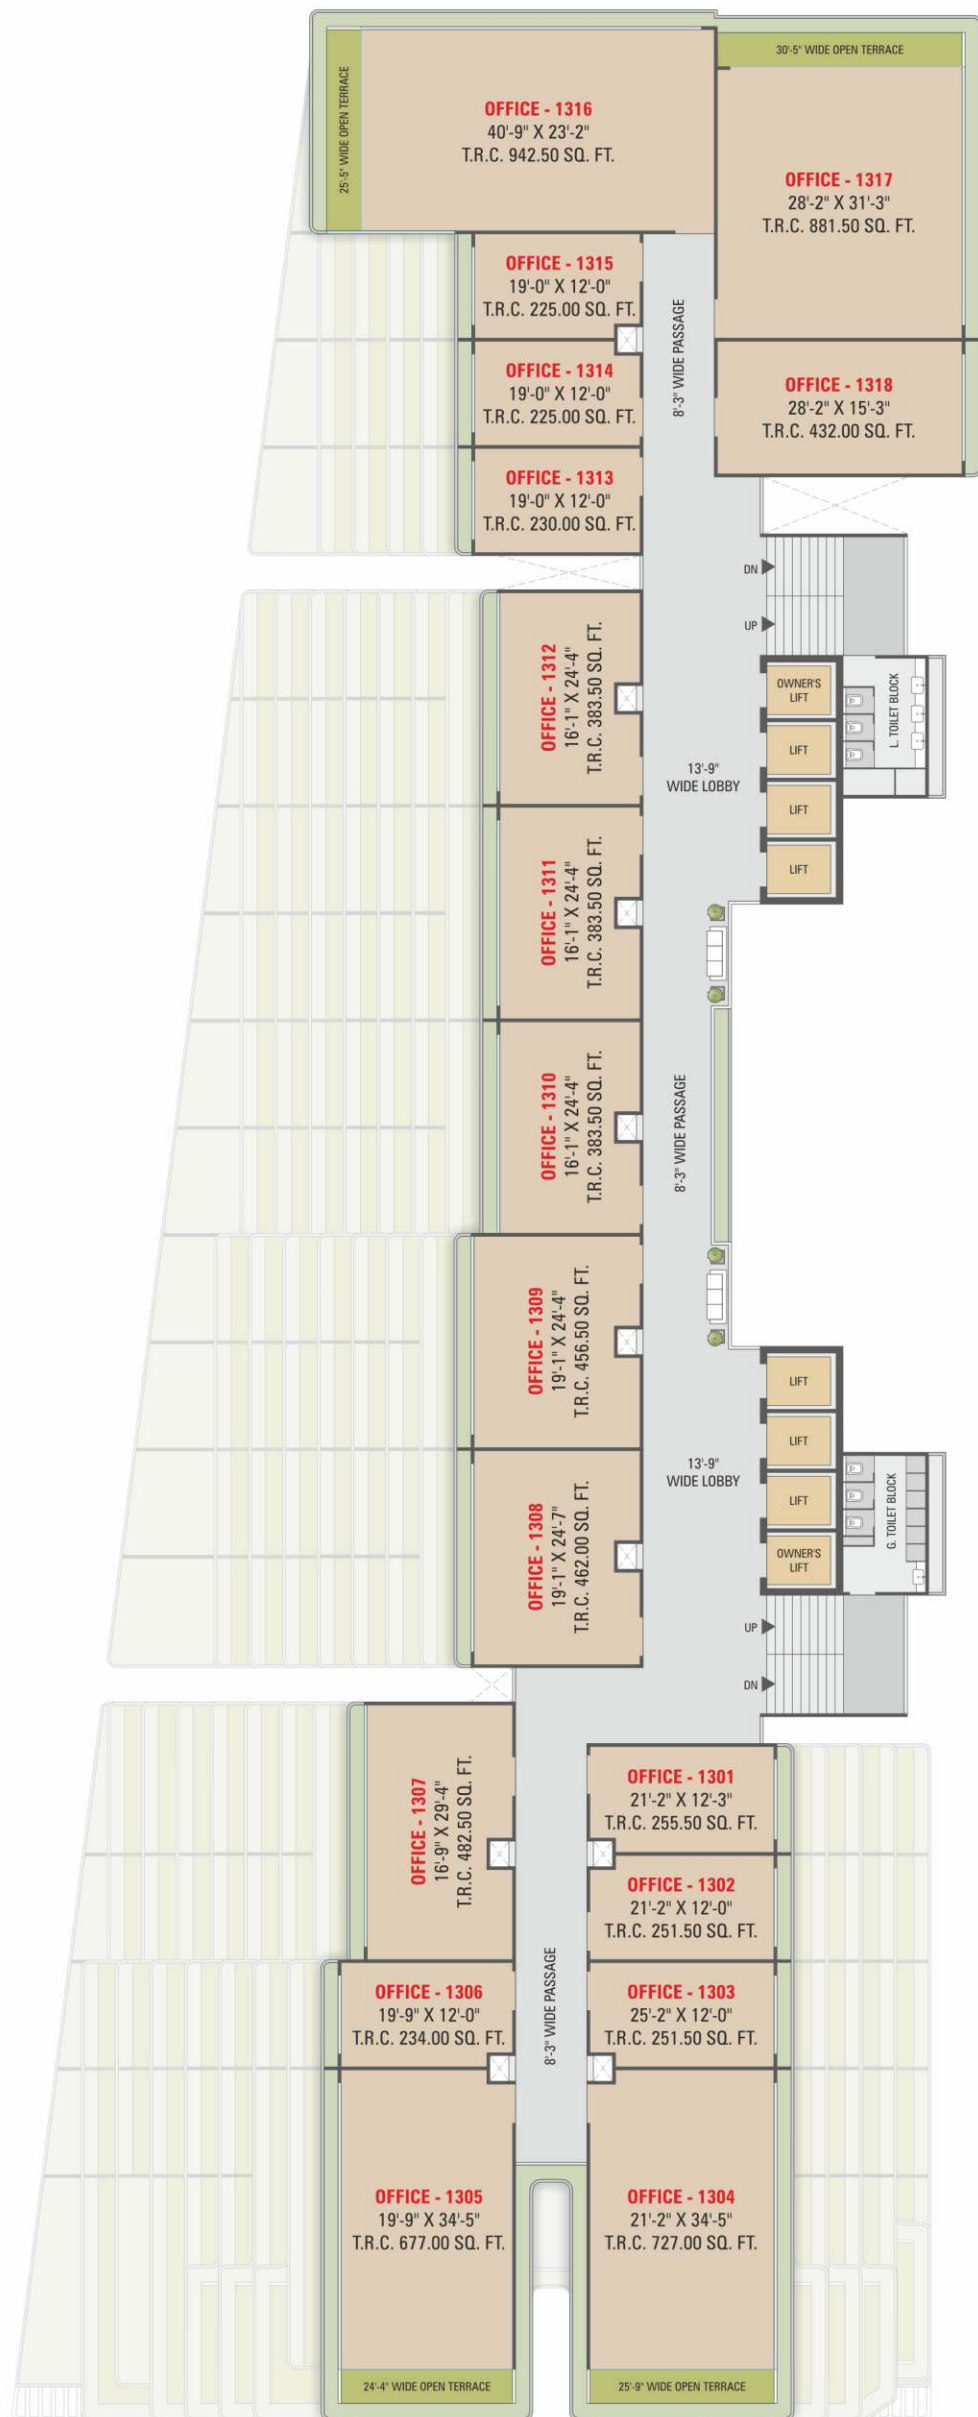 30'-5" WIDE OPEN TERRACE
25'-5" WIDE OPEN TERRACE
OFFICE - 1316
40'-9" X 23'-2"
T.R.C. 942.50 SQ. FT.
OFFICE - 1317
28'-2" X 31'-3"
T.R.C. 881.50 SQ. FT.
OFFICE - 1315
19'-0" X 12'-0"
T.R.C. 225.00 SQ. FT.
8'-3" WIDE PASSAGE
OFFICE - 1314
19'-0" X 12'-0"
T.R.C. 225.00 SQ. FT.
OFFICE - 1318
28'-2" X 15'-3"
T.R.C. 432.00 SQ. FT.
OFFICE - 1313
19'-0" X 12'-0"
T.R.C. 230.00 SQ. FT.
DN
UP
OFFICE - 1312
16'-1" X 24'-4"
T.R.C. 383.50 SQ. FT.
OWNER'S
LIFT
L. TOILET BLOCK
LIFT
13'-9"
WIDE LOBBY
LIFT
LIFT
OFFICE - 1311
16'-1" X 24'-4"
T.R.C. 383.50 SQ. FT.
OFFICE - 1310
16'-1" X 24'-4"
T.R.C. 383.50 SQ. FT.
8'-3" WIDE PASSAGE
OFFICE - 1309
19'-1" X 24'-4"
T.R.C. 456.50 SQ. FT.
LIFT
LIFT
13'-9"
WIDE LOBBY
LIFT
G. TOILET BLOCK
OWNER'S
LIFT
OFFICE - 1308
19'-1" X 24'-7"
T.R.C. 462.00 SQ. FT.
UP
DN
OFFICE - 1307
16'-9" X 29'-4"
T.R.C. 482.50 SQ. FT.
OFFICE - 1301
21'-2" X 12'-3"
T.R.C. 255.50 SQ. FT.
OFFICE - 1302
21'-2" X 12'-0"
T.R.C. 251.50 SQ. FT.
OFFICE - 1306
19'-9" X 12'-0"
T.R.C. 234.00 SQ. FT.
8'-3" WIDE PASSAGE
OFFICE - 1303
25'-2" X 12'-0"
T.R.C. 251.50 SQ. FT.
OFFICE - 1305
19'-9" X 34'-5"
T.R.C. 677.00 SQ. FT.
OFFICE - 1304
21'-2" X 34'-5"
T.R.C. 727.00 SQ. FT.
24'-4" WIDE OPEN TERRACE
25'-9" WIDE OPEN TERRACE